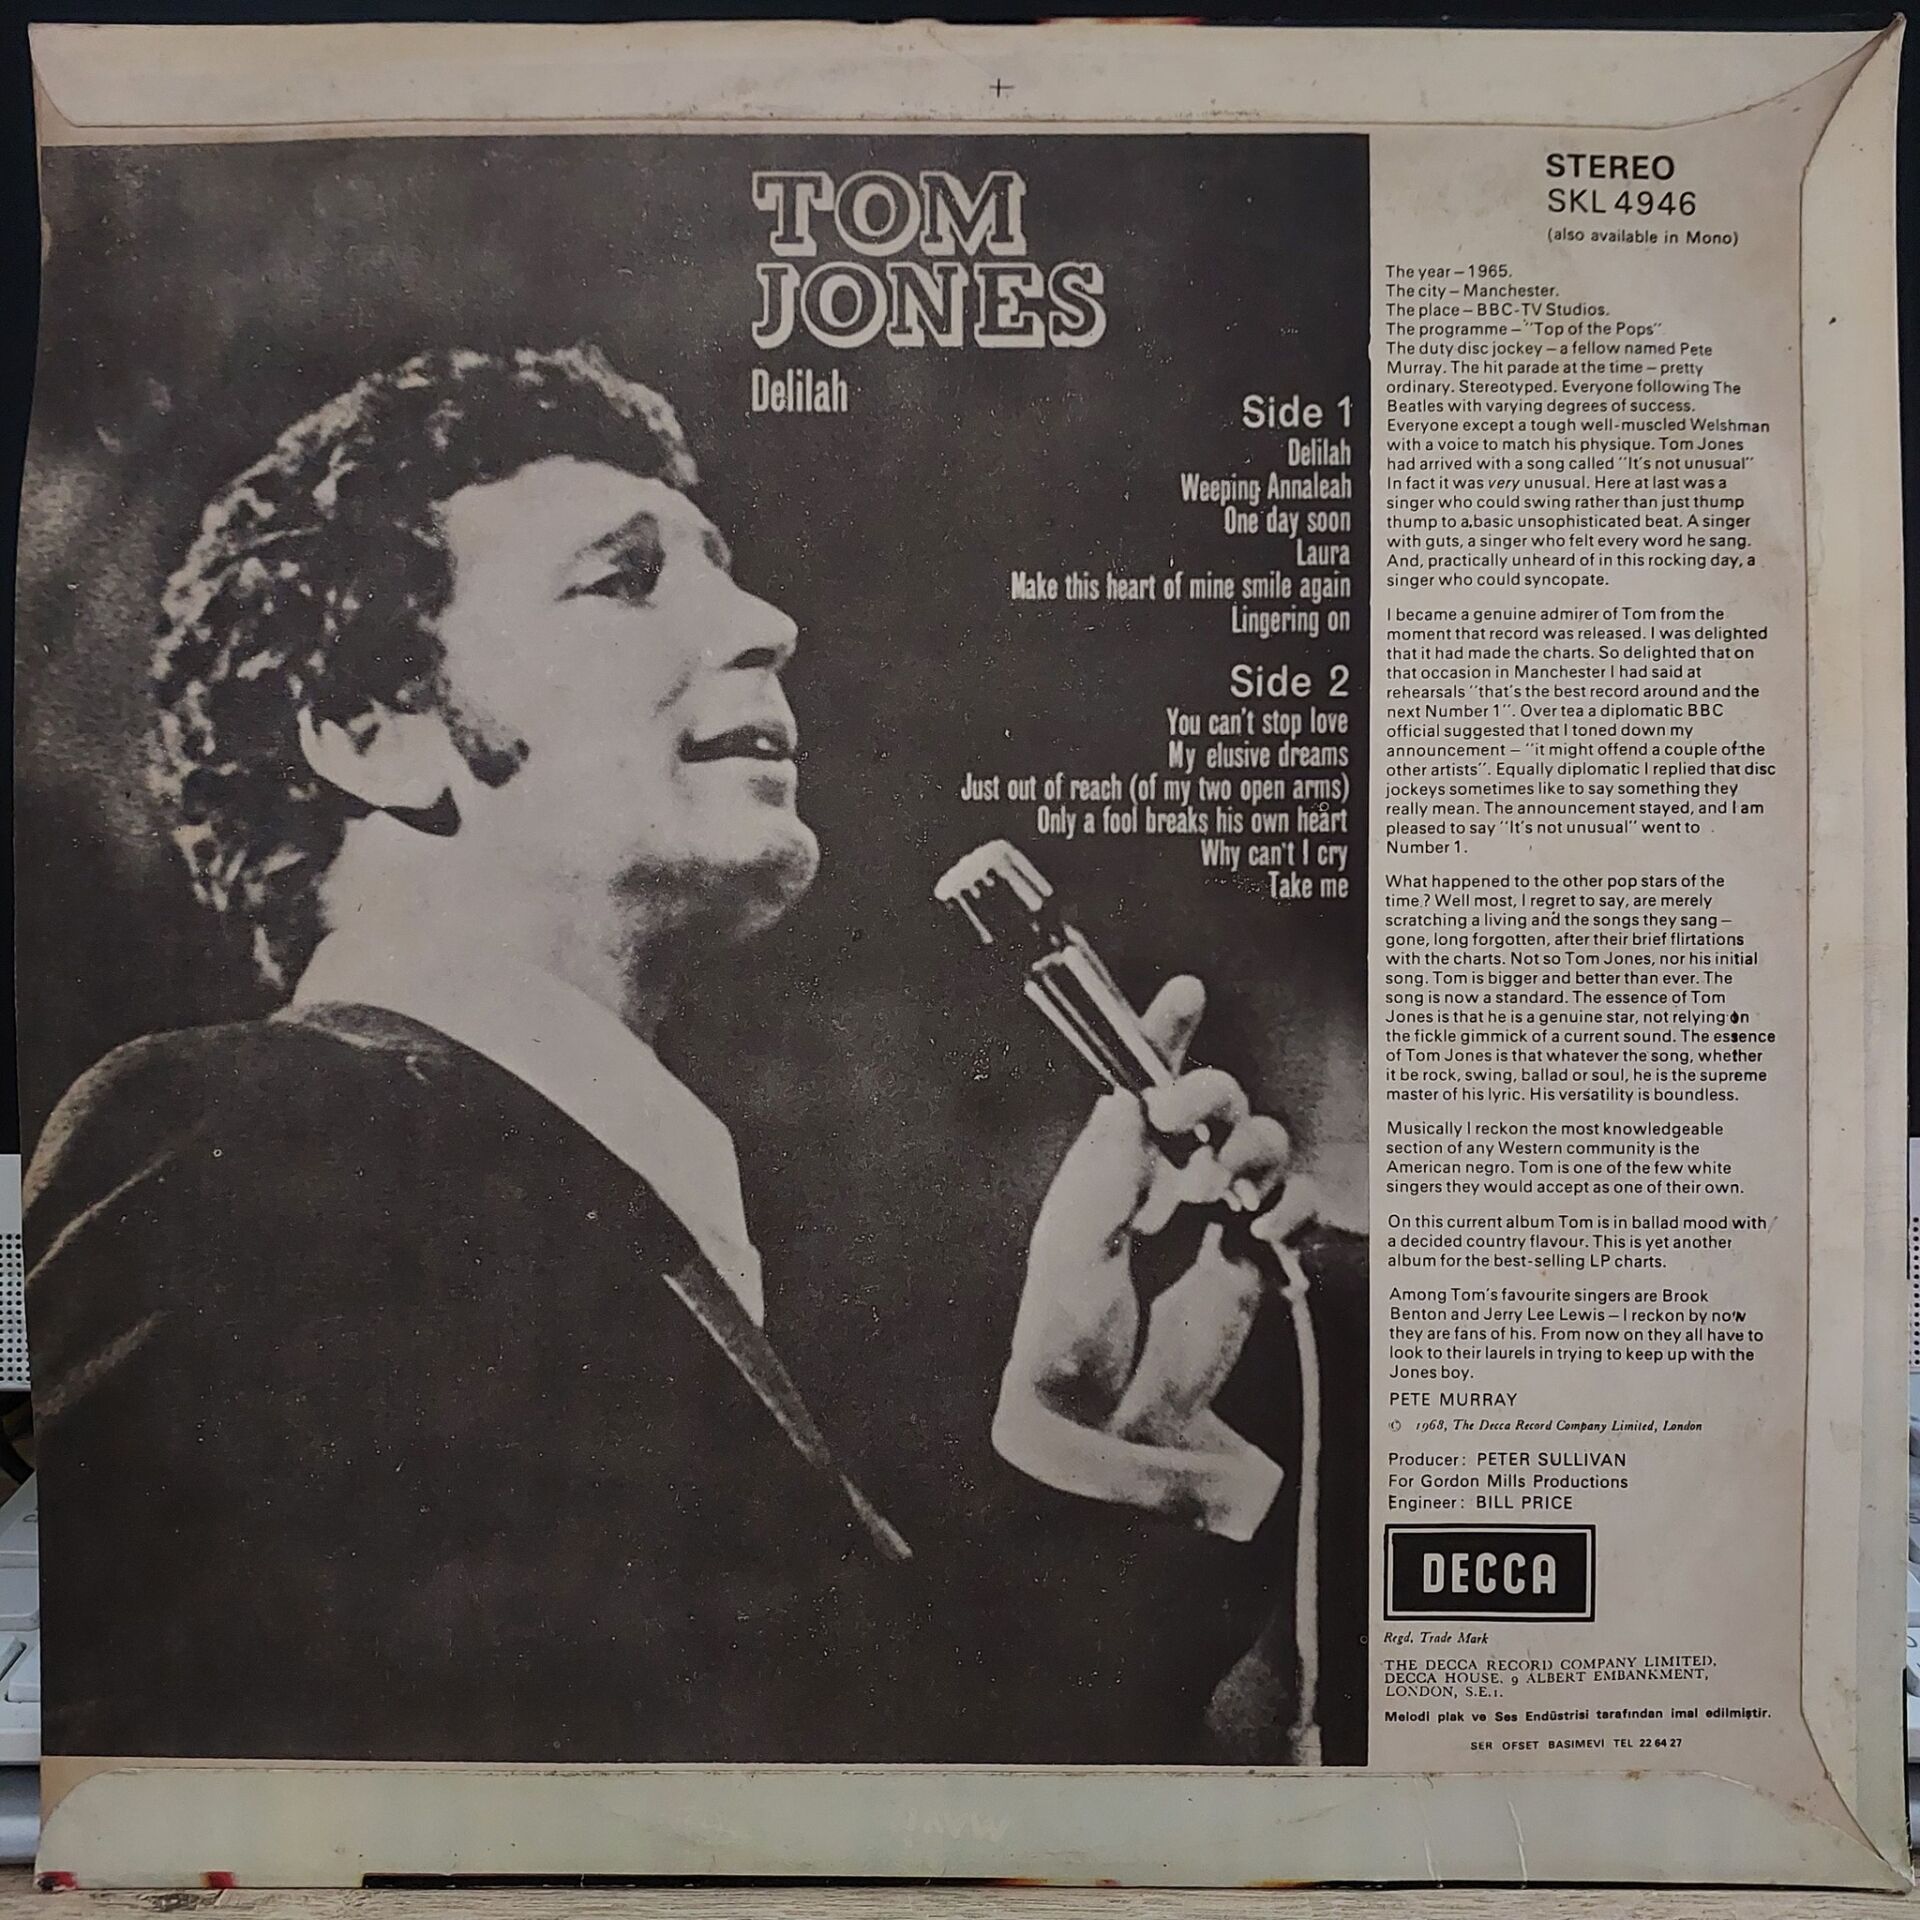 TOM
JONES
Delilah
Side 1
Delilah
Weeping Annaleah
One day soon
Laura
Make this heart of mine smile again
Lingering on
Side 2
You can't stop love
My elusive dreams
Just out of reach (of my two open arms)
Only a fool breaks his own heart
Why can't I cry
Take me
STEREO
SKL 4946
(also available in Mono)
The year – 1965.
The city – Manchester.
The place – BBC-TV Studios.
The programme – "Top of the Pops".
The duty disc jockey – a fellow named Pete
Murray. The hit parade at the time – pretty
ordinary. Stereotyped. Everyone following The
Beatles with varying degrees of success.
Everyone except a tough well-muscled Welshman
with a voice to match his physique. Tom Jones
had arrived with a song called "It's not unusual"
In fact it was very unusual. Here at last was a
singer who could swing rather than just thump
thump to a basic unsophisticated beat. A singer
with guts, a singer who felt every word he sang.
And, practically unheard of in this rocking day, a
singer who could syncopate.
I became a genuine admirer of Tom from the
moment that record was released. I was delighted
that it had made the charts. So delighted that on
that occasion in Manchester I had said at
rehearsals "that's the best record around and the
next Number 1". Over tea a diplomatic BBC
official suggested that I toned down my
announcement – "it might offend a couple of the
other artists". Equally diplomatic I replied that disc
jockeys sometimes like to say something they
really mean. The announcement stayed, and I am
pleased to say "It's not unusual" went to
Number 1.
What happened to the other pop stars of the
time? Well most, I regret to say, are merely
scratching a living and the songs they sang –
gone, long forgotten, after their brief flirtations
with the charts. Not so Tom Jones, nor his initial
song. Tom is bigger and better than ever. The
song is now a standard. The essence of Tom
Jones is that he is a genuine star, not relying on
the fickle gimmick of a current sound. The essence
of Tom Jones is that whatever the song, whether
it be rock, swing, ballad or soul, he is the supreme
master of his lyric. His versatility is boundless.
Musically I reckon the most knowledgeable
section of any Western community is the
American negro. Tom is one of the few white
singers they would accept as one of their own.
On this current album Tom is in ballad mood with
a decided country flavour. This is yet another
album for the best-selling LP charts.
Among Tom's favourite singers are Brook
Benton and Jerry Lee Lewis – I reckon by now
they are fans of his. From now on they all have to
look to their laurels in trying to keep up with the
Jones boy.
PETE MURRAY
© 1968, The Decca Record Company Limited, London
Producer: PETER SULLIVAN
For Gordon Mills Productions
Engineer: BILL PRICE
DECCA
Regd. Trade Mark
THE DECCA RECORD COMPANY LIMITED,
DECCA HOUSE, 9 ALBERT EMBANKMENT,
LONDON, S.E.1.
Melodi plak ve Ses Endüstrisi tarafından imal edilmiştir.
SER OFSET BASIMEVİ TEL 22 64 27